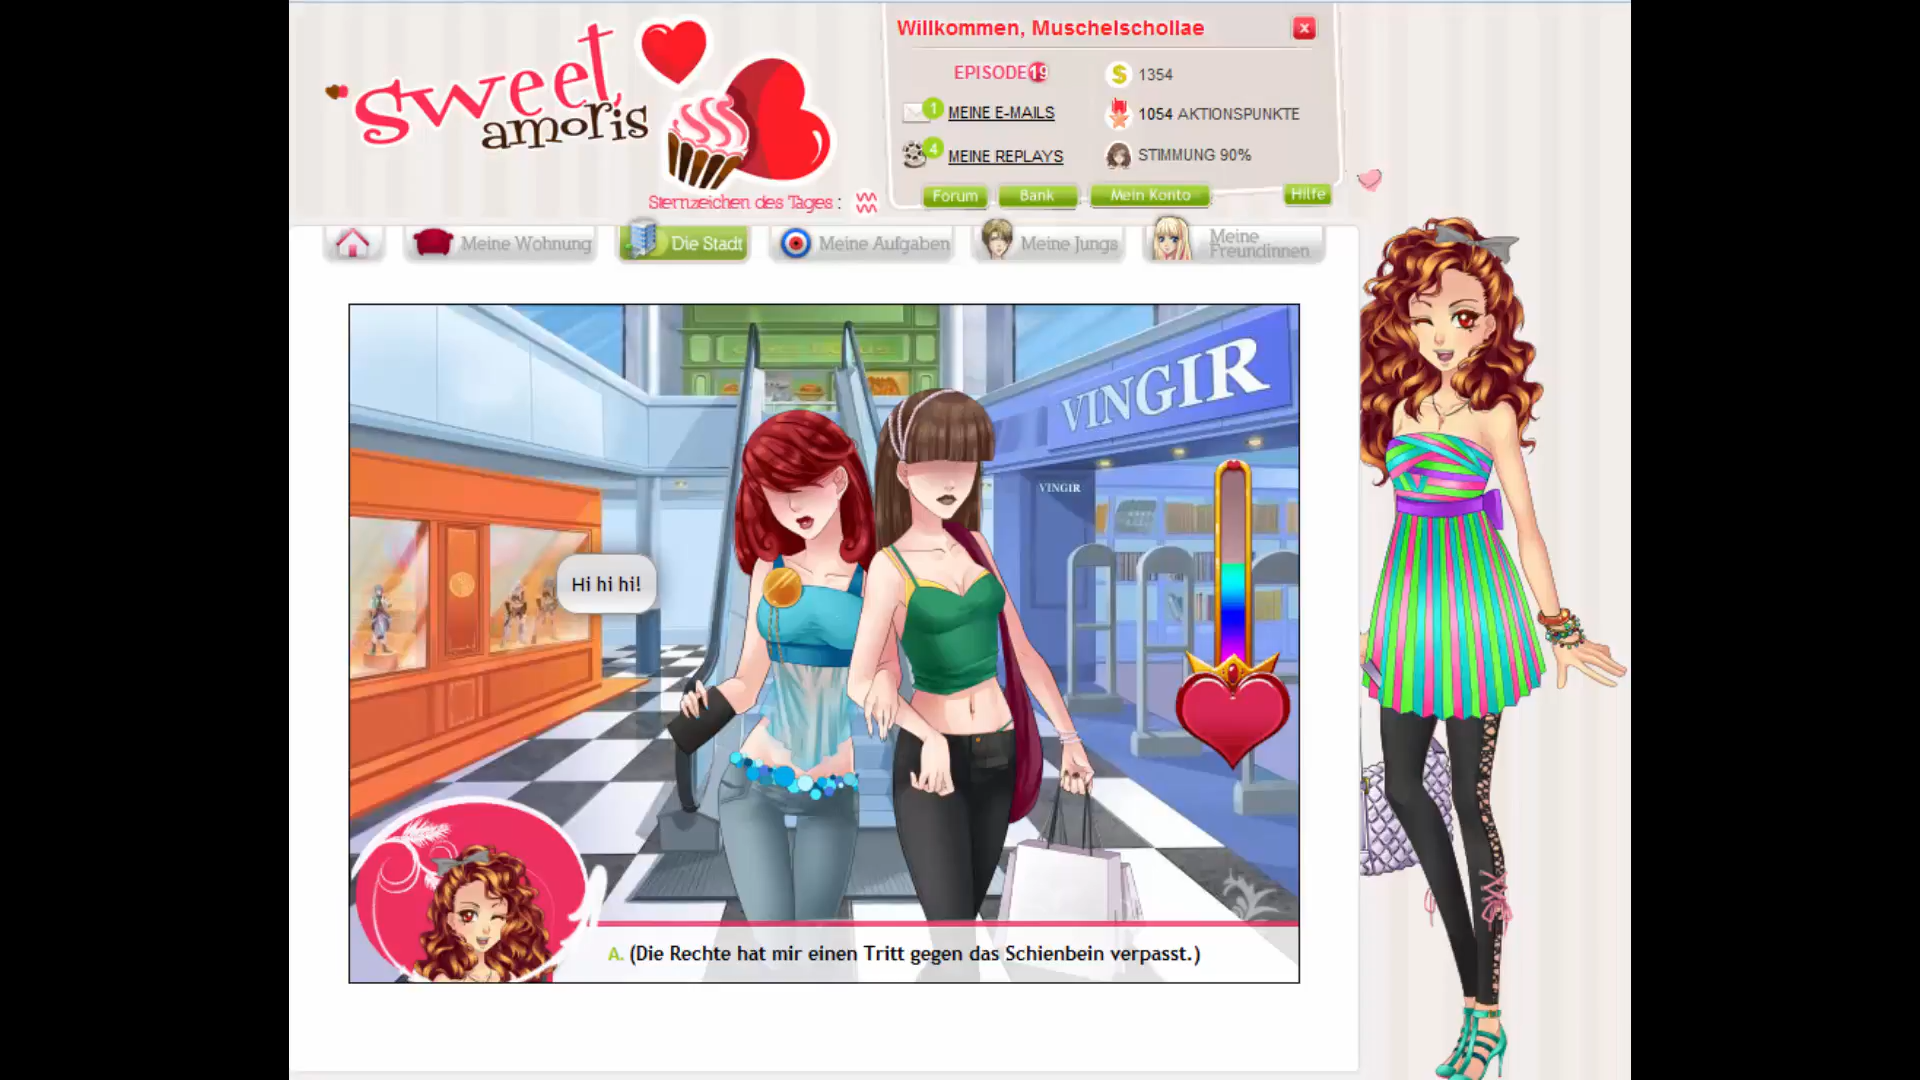 Sweet
amoris
Sternzeichen des Tages :
Willkommen, Muschelschollae
x
EPISODE 19
1354
1
MEINE E-MAILS
1054 AKTIONSPUNKTE
4
MEINE REPLAYS
STIMMUNG 90%
Forum
Bank
Mein Konto
Hilfe
Meine Wohnung
Die Stadt
Meine Aufgaben
Meine Jungs
Meine
Freundinnen
VINGIR
VINGIR
Hi hi hi!
A. (Die Rechte hat mir einen Tritt gegen das Schienbein verpasst.)